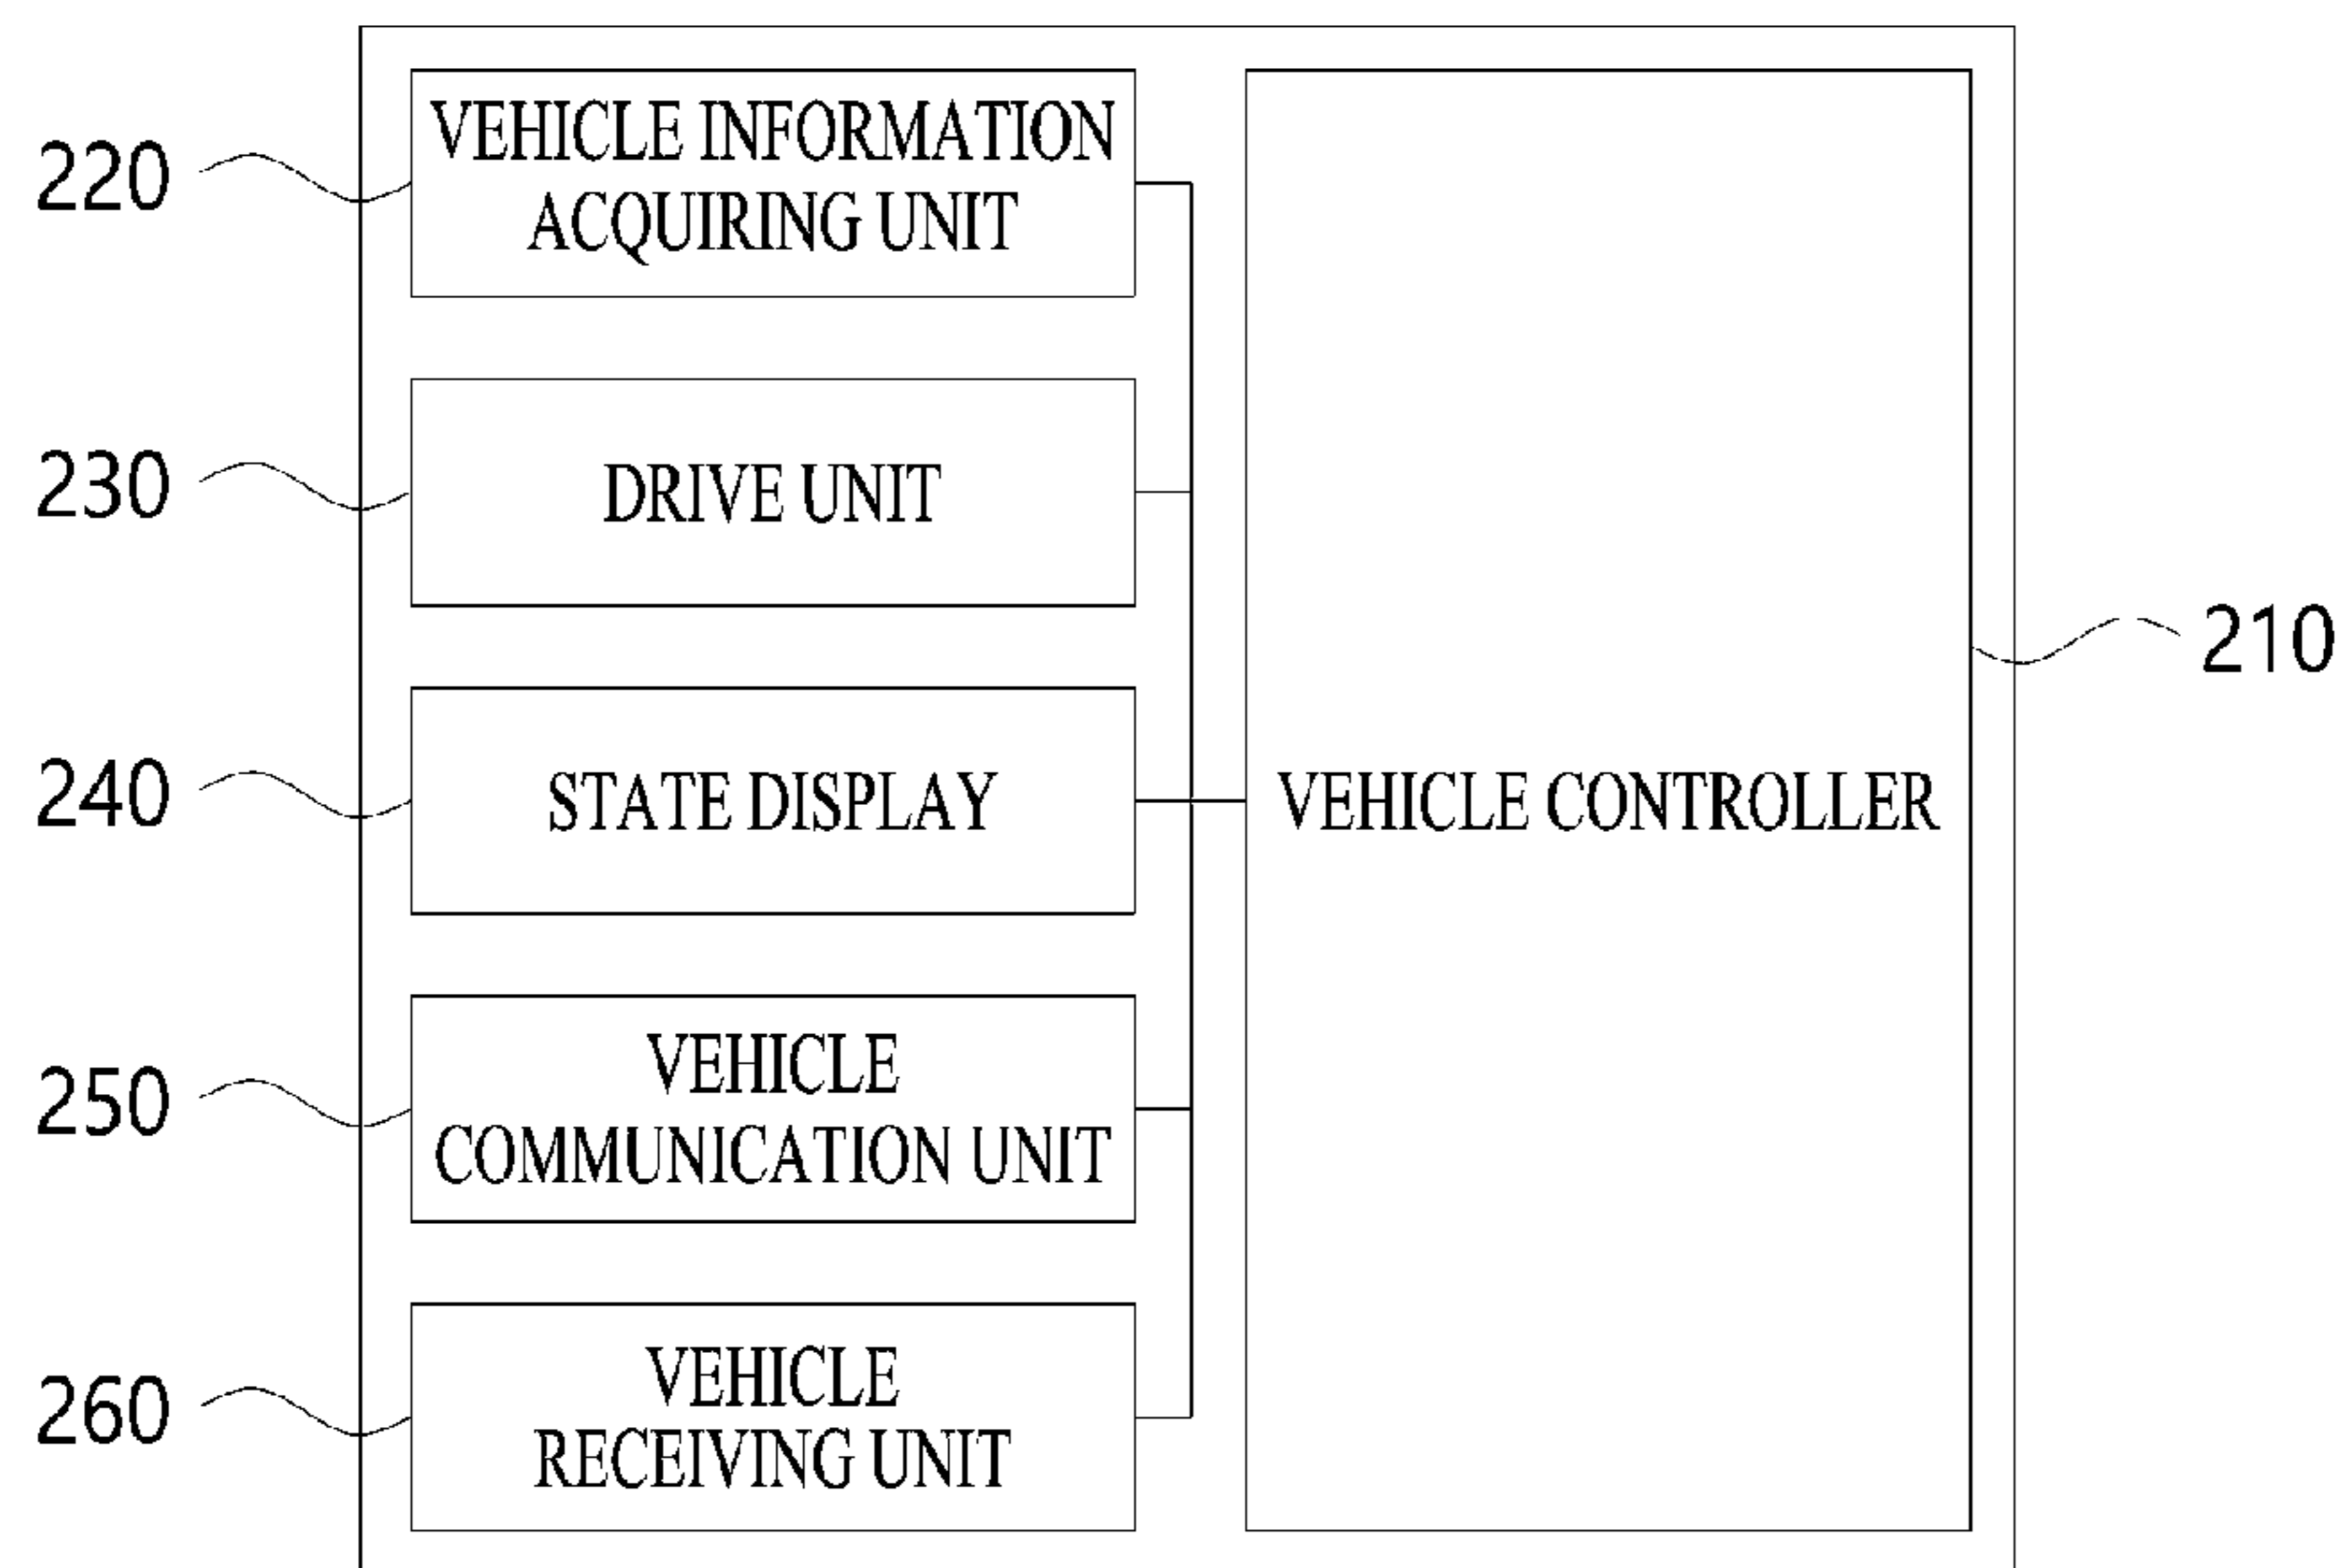 220
VEHICLE INFORMATION
ACQUIRING UNIT
230
DRIVE UNIT
210
240
STATE DISPLAY
VEHICLE CONTROLLER
250
VEHICLE
COMMUNICATION UNIT
260
VEHICLE
RECEIVING UNIT